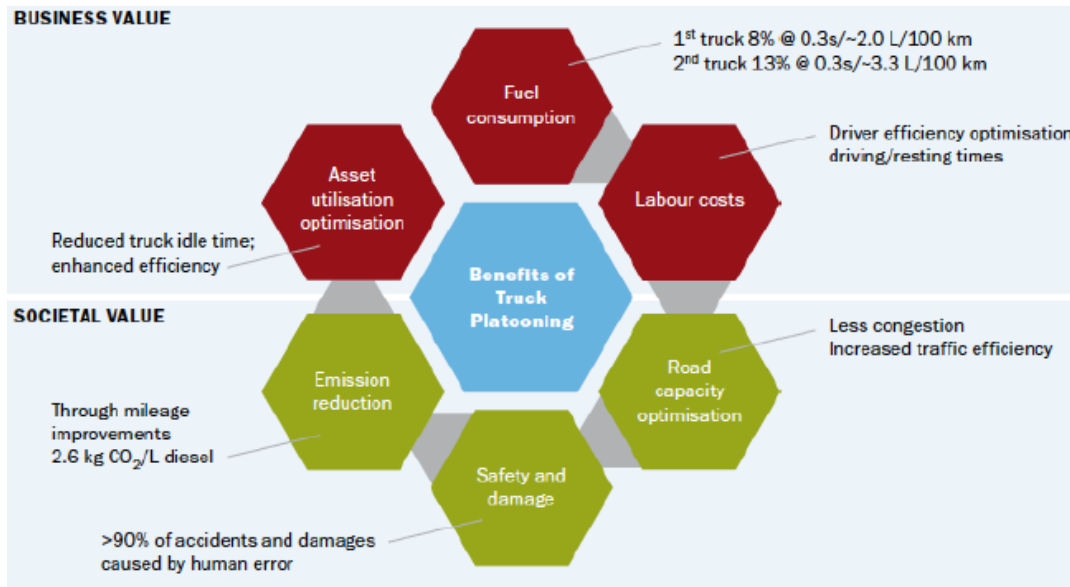 BUSINESS VALUE
1st truck 8% @ 0.3s/~2.0 L/100 km
2nd truck 13% @ 0.3s/~3.3 L/100 km
Fuel
consumption
Driver efficiency optimisation
driving/resting times
Asset
utilisation
optimisation
Labour costs
Reduced truck idle time;
enhanced efficiency
Benefits of
Truck
Platooning
SOCIETAL VALUE
Less congestion
Increased traffic efficiency
Emission
reduction
Road
capacity
optimisation
Through mileage
improvements
2.6 kg CO2/L diesel
Safety and
damage
>90% of accidents and damages
caused by human error